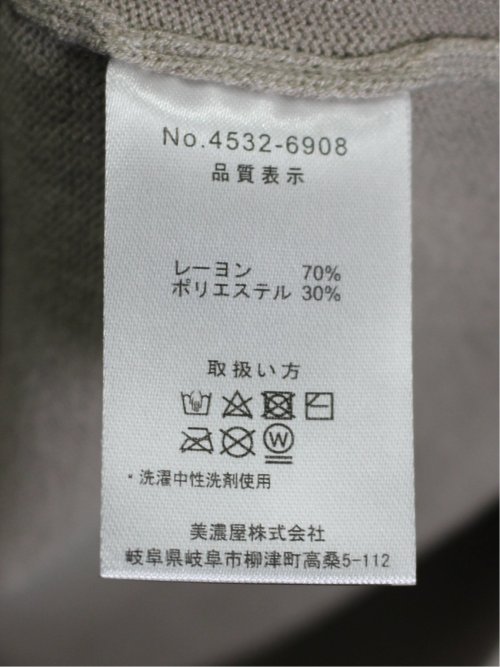 No.4532-6908
品質表示
レーヨン 70%
ポリエステル 30%
取扱い方
W
・洗濯中性洗剤使用
美濃屋株式会社
岐阜県岐阜市柳津町高桑5-112